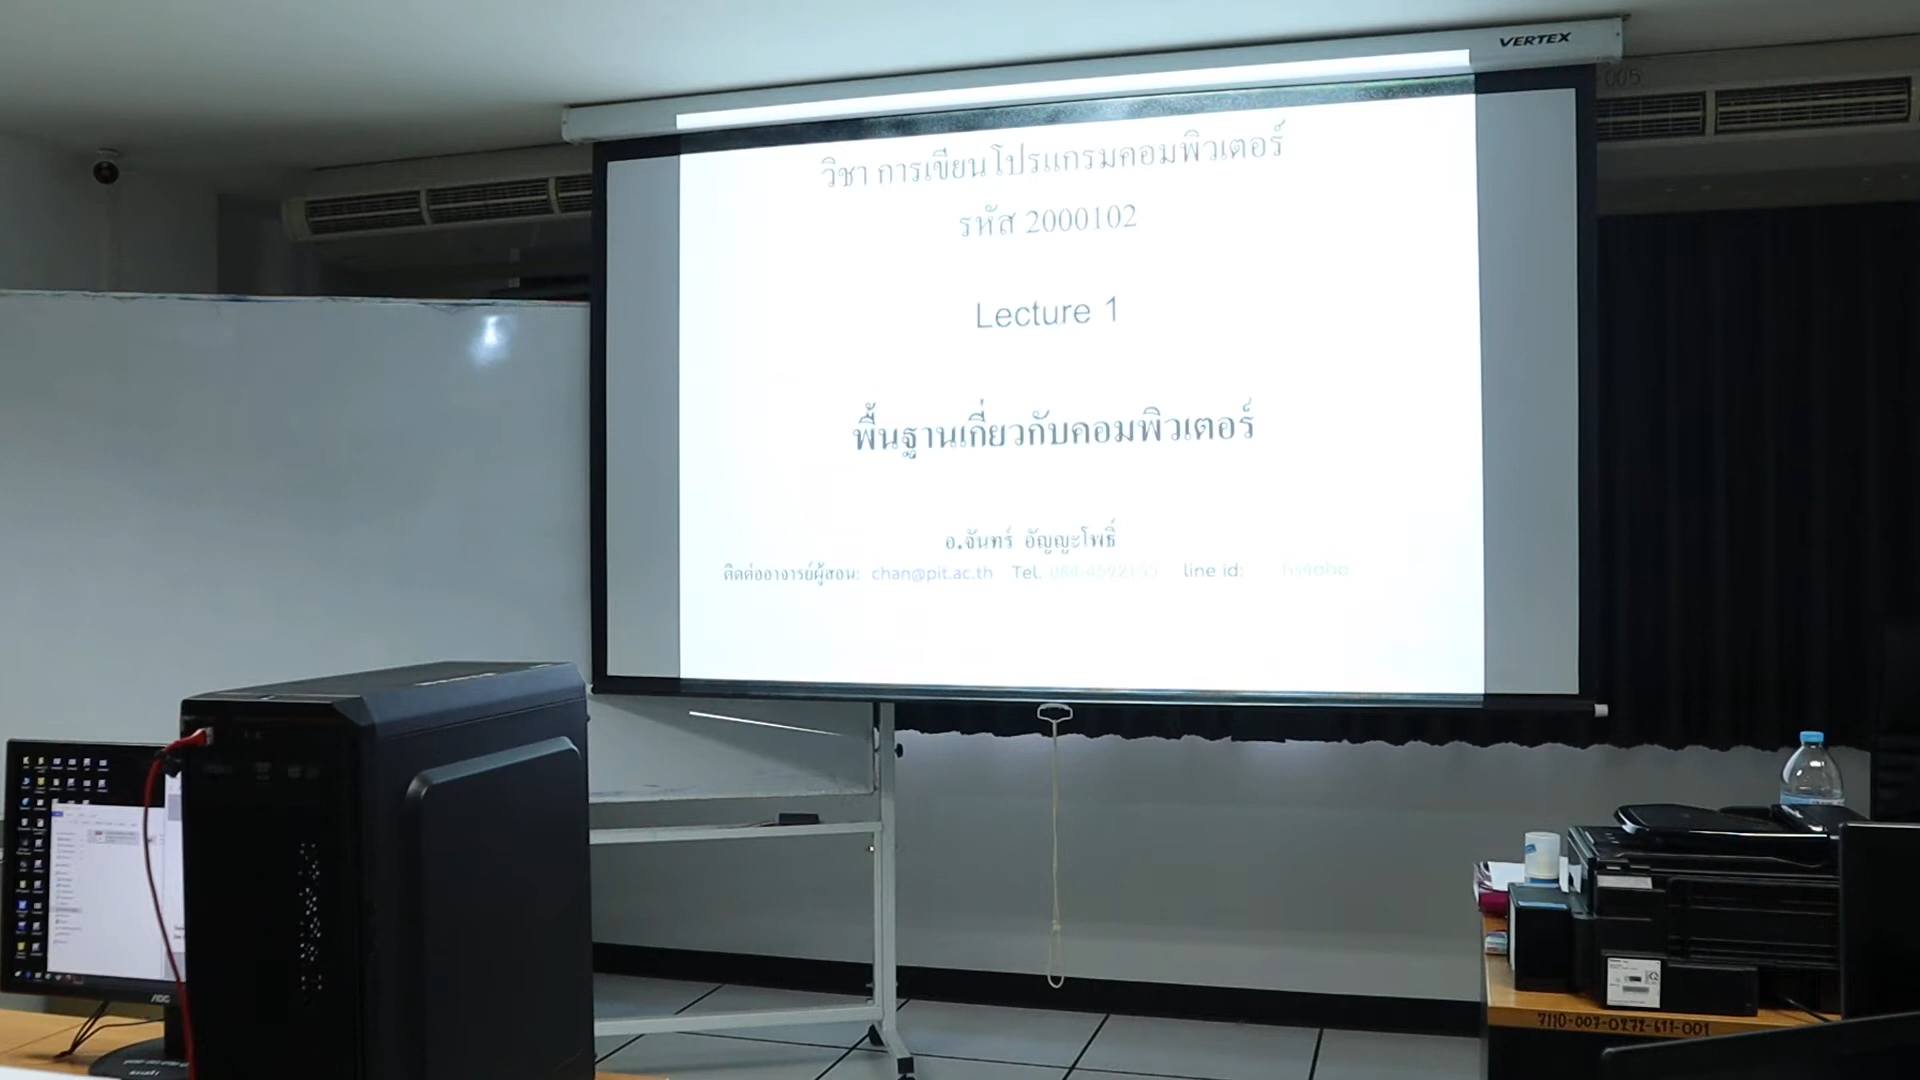 VERTEX
005
วิชา การเขียนโปรแกรมคอมพิวเตอร์
รหัส 2000102
Lecture 1
พื้นฐานเกี่ยวกับคอมพิวเตอร์
อ.จันทร์ อัญญะโพธิ์
ติดต่ออาจารย์ผู้สอน: chan@pit.ac.th Tel. line id:
AOC
7110-007-0272-611-001